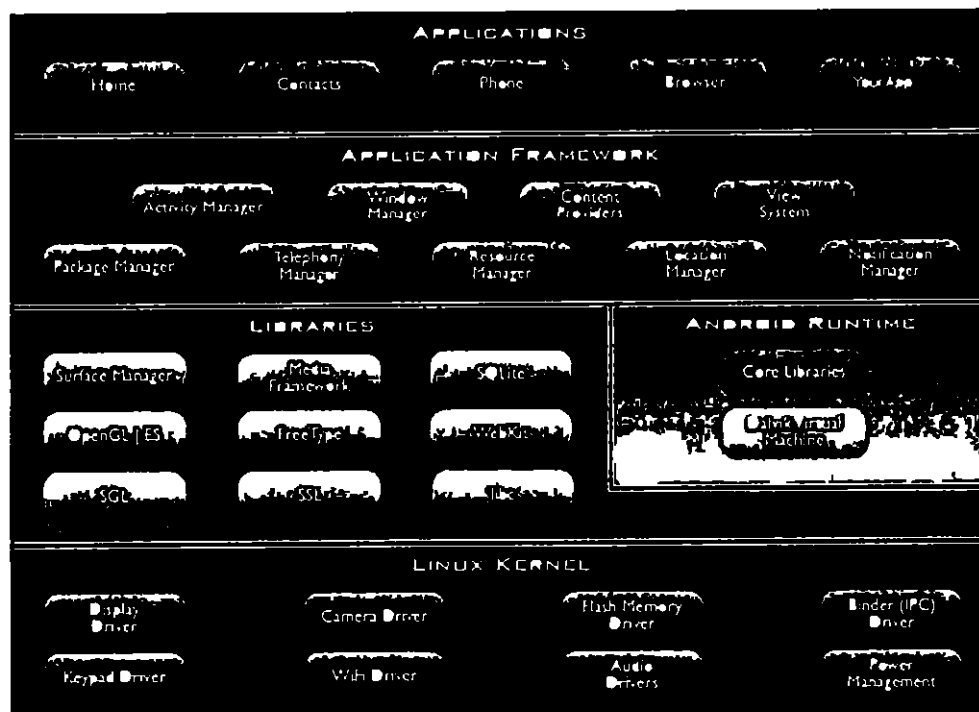 APPLICATIONS
Home
Contacts
Phone
Browser
Your App
APPLICATION FRAMEWORK
Activity Manager
Window
Manager
Content
Providers
View
System
Package Manager
Telephony
Manager
Resource
Manager
Location
Manager
Notification
Manager
LIBRARIES
Surface Manager
Media
Framework
SQLite
OpenGL | ES
FreeType
WebKit
SGL
SSL
ANDROID RUNTIME
Core Libraries
Dalvik Virtual
Machine
LINUX KERNEL
Display
Driver
Camera Driver
Flash Memory
Driver
Binder (IPC)
Driver
Keypad Driver
WiFi Driver
Audio
Drivers
Power
Management